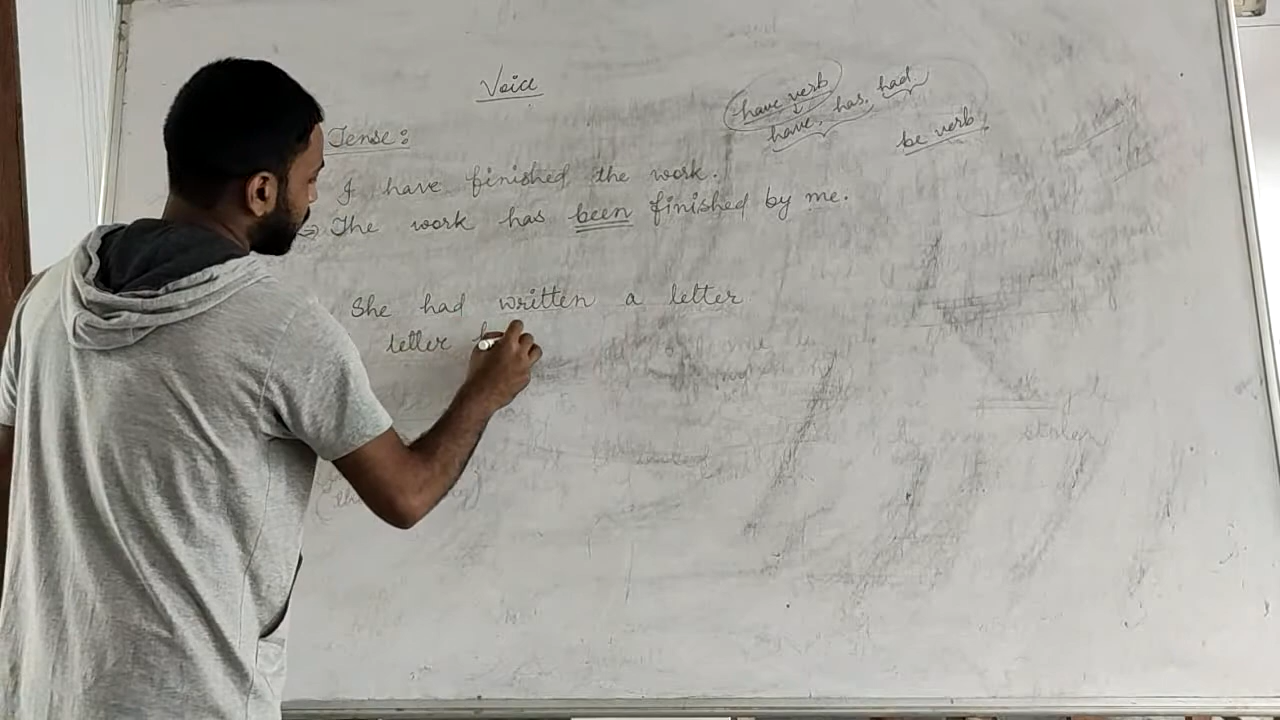 Voice
have verb
have, has, had
be verb
Tense:
I have finished the work.
The work has been finished by me.
She had written a letter
letter h
stolen